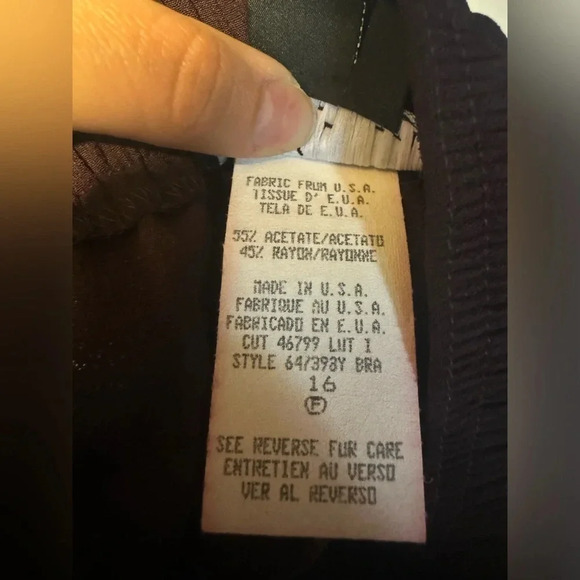 FABRIC FROM U.S.A.
TISSUE D' E.U.A.
TELA DE E.U.A.
55% ACETATE/ACETATO
45% RAYON/RAYONNE
MADE IN U.S.A.
FABRIQUE AU U.S.A.
FABRICADO EN E.U.A.
CUT 46799 LOT 1
STYLE 64/398Y BRA
16
F
SEE REVERSE FOR CARE
ENTRETIEN AU VERSO
VER AL REVERSO